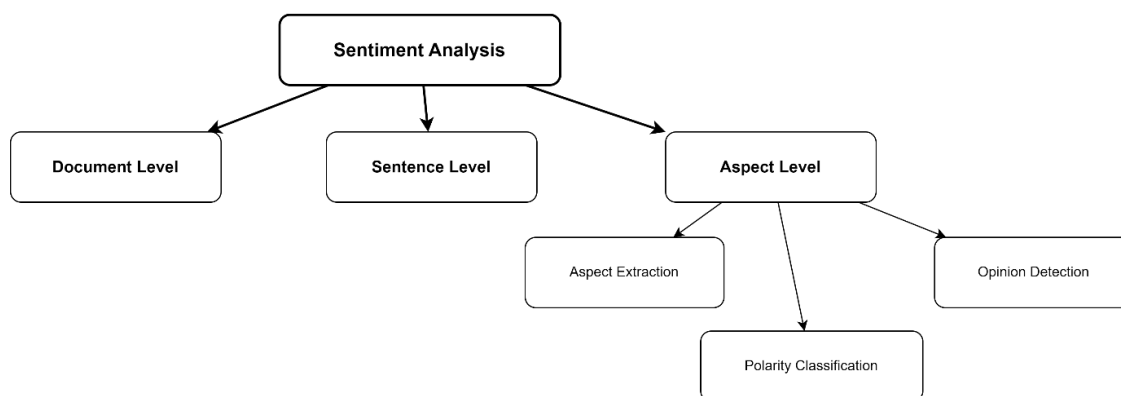 Sentiment Analysis
Document Level
Sentence Level
Aspect Level
Aspect Extraction
Opinion Detection
Polarity Classification